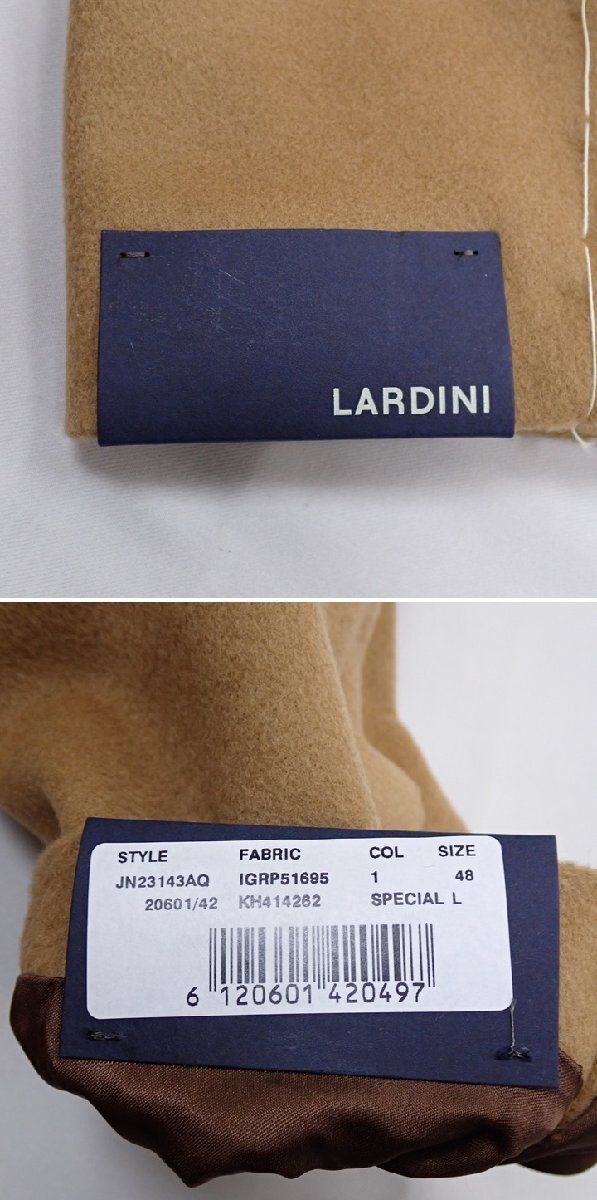 LARDINI
STYLE FABRIC COL SIZE
JN23143AQ IGRP51695 1 48
20601/42 KH414262 SPECIAL L
6 120601 420497